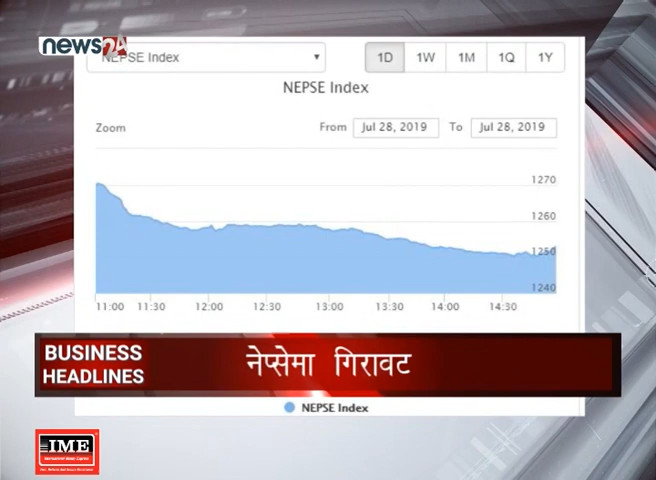 news24
NEPSE Index
1D 1W 1M 1Q 1Y
NEPSE Index
Zoom From Jul 28, 2019 To Jul 28, 2019
1270
1260
1250
1240
11:00 11:30 12:00 12:30 13:00 13:30 14:00 14:30
BUSINESS
HEADLINES
नेप्सेमा गिरावट
NEPSE Index
IME